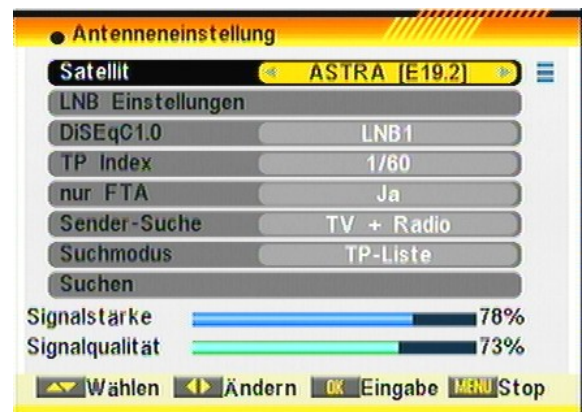 Antenneneinstellung
Satellit ASTRA [E19.2]
LNB Einstellungen
DiSEqC1.0 LNB1
TP Index 1/60
nur FTA Ja
Sender-Suche TV + Radio
Suchmodus TP-Liste
Suchen
Signalstärke 78%
Signalqualität 73%
Wählen Ändern OK Eingabe MENU Stop